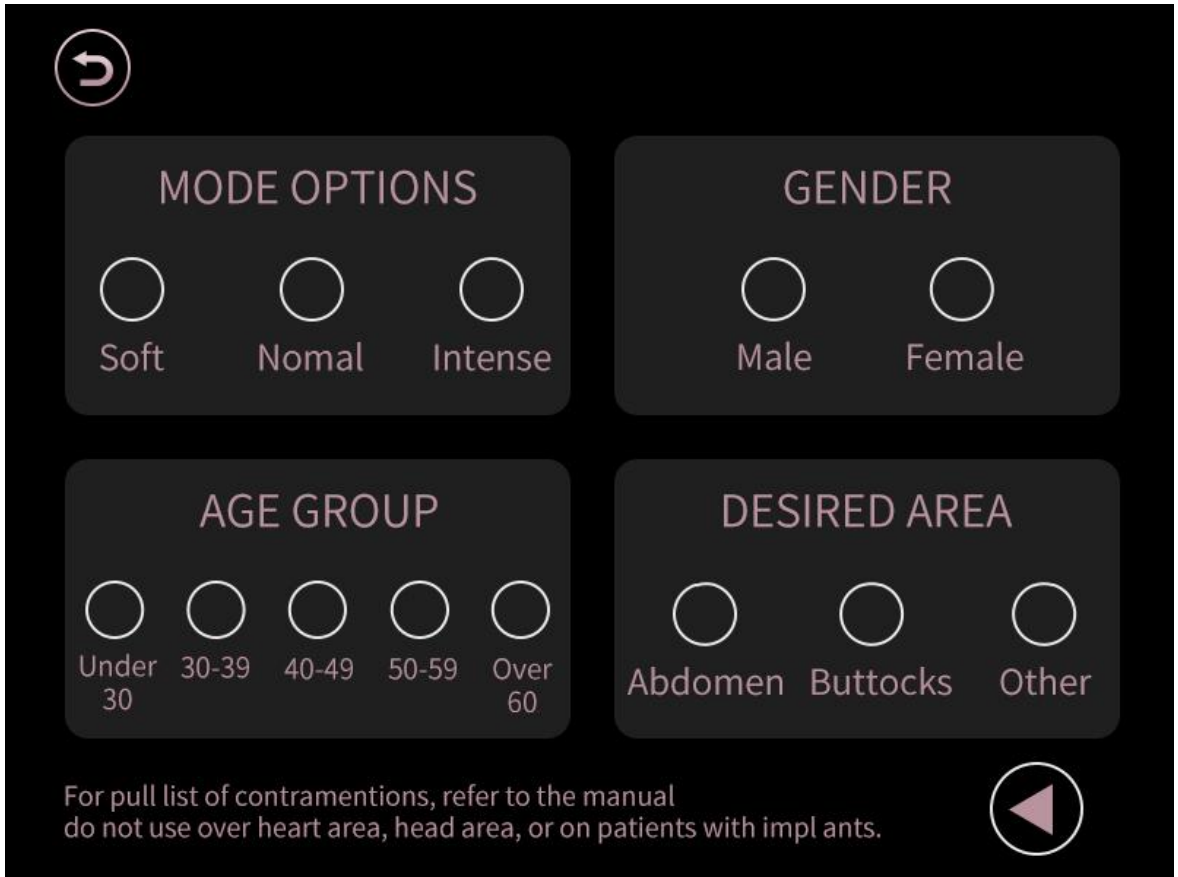 MODE OPTIONS
Soft Nomal Intense
GENDER
Male Female
AGE GROUP
Under 30
30-39
40-49
50-59
Over 60
DESIRED AREA
Abdomen Buttocks Other
For pull list of contramentions, refer to the manual
do not use over heart area, head area, or on patients with impl ants.